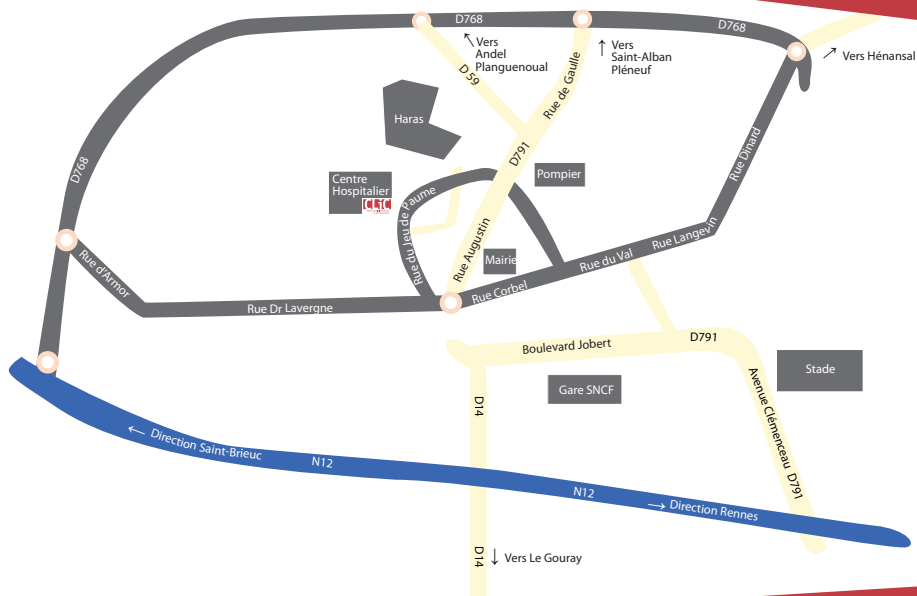 D768
D768
Vers
Andel
Planguenoual
Vers
Saint-Alban
Pléneuf
Vers Hénansal
D 59
Rue de Gaulle
Haras
D791
Rue Dinard
D768
Centre
Hospitalier
CLiC
Pompier
Rue du Jeu de Paume
Rue Augustin
Mairie
Rue Langevin
Rue du Val
Rue d'Armor
Rue Corbel
Rue Dr Lavergne
Boulevard Jobert
D791
Stade
Gare SNCF
Avenue Clémenceau
D791
D14
Direction Saint-Brieuc
N12
N12
Direction Rennes
D14
Vers Le Gouray